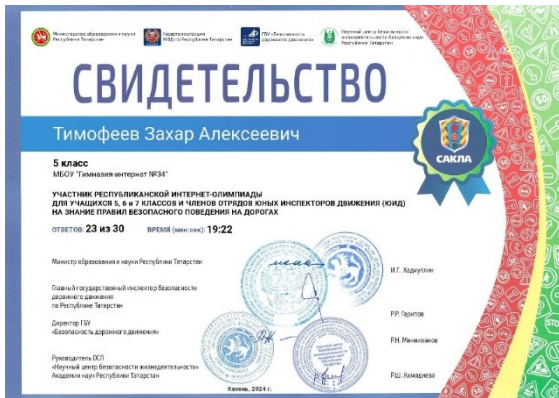 Министерство образования и науки
Республики Татарстан
Госавтоинспекция
МВД по Республике Татарстан
ГБУ «Безопасность
дорожного движения»
Научный центр безопасности
жизнедеятельности Академии наук
Республики Татарстан
СВИДЕТЕЛЬСТВО
Тимофеев Захар Алексеевич
САКЛА
5 класс
МБОУ "Гимназия-интернат №34"
УЧАСТНИК РЕСПУБЛИКАНСКОЙ ИНТЕРНЕТ-ОЛИМПИАДЫ
ДЛЯ УЧАЩИХСЯ 5, 6 и 7 КЛАССОВ И ЧЛЕНОВ ОТРЯДОВ ЮНЫХ ИНСПЕКТОРОВ ДВИЖЕНИЯ (ЮИД)
НА ЗНАНИЕ ПРАВИЛ БЕЗОПАСНОГО ПОВЕДЕНИЯ НА ДОРОГАХ
ОТВЕТОВ: 23 из 30 ВРЕМЯ (мин:сек): 19:22
Министр образования и науки Республики Татарстан
И.Г. Хадиуллин
Главный государственный инспектор безопасности
дорожного движения
по Республике Татарстан
Р.Р. Гарипов
Директор ГБУ
«Безопасность дорожного движения»
Р.Н. Минниханов
Руководитель ОСП
«Научный центр безопасности жизнедеятельности»
Академии наук Республики Татарстан
Р.Ш. Ахмадиева
Казань, 2024 г.